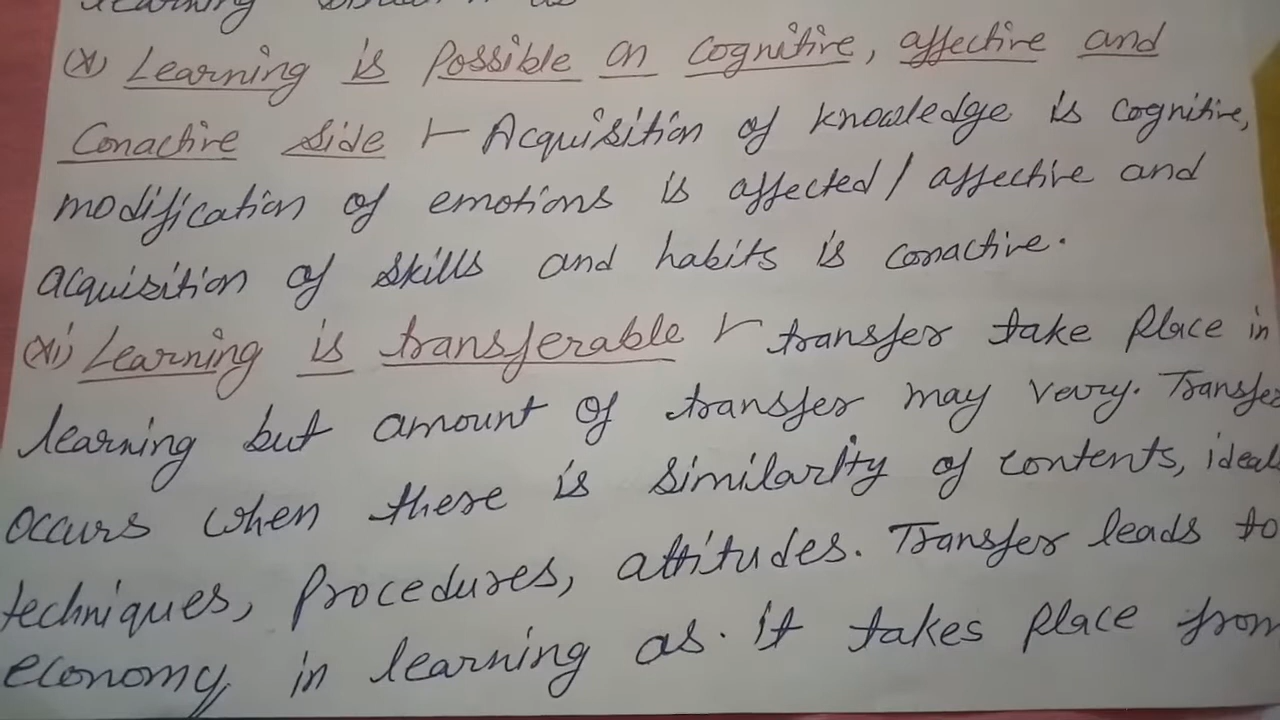 (x) Learning is Possible on Cognitive, affective and
Conactive side :- Acquisition of knowledge is cognitive,
modification of emotions is affected / affective and
acquisition of skills and habits is conactive.
(xi) Learning is transferable :- transfer take place in
learning but amount of transfer may very. Transfer
occurs when there is similarity of contents, ideal
techniques, Procedures, attitudes. Transfer leads to
economy in learning as. it takes place from